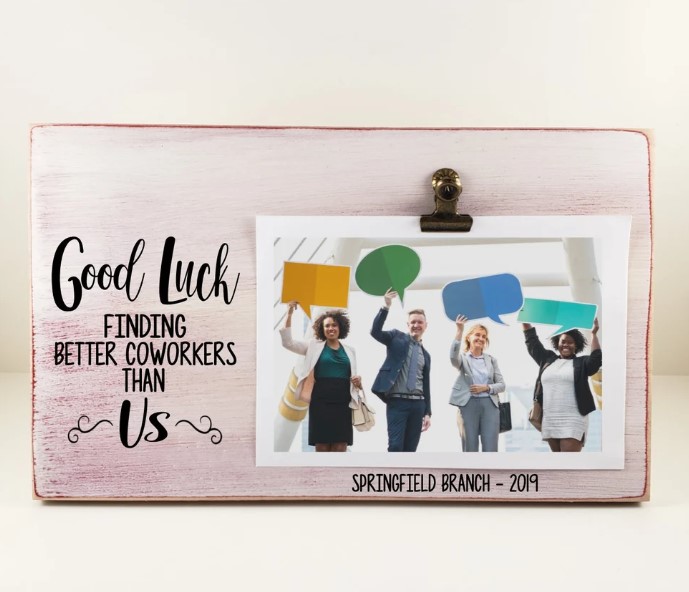 Good Luck
FINDING
BETTER COWORKERS
THAN
Us
SPRINGFIELD BRANCH - 2019